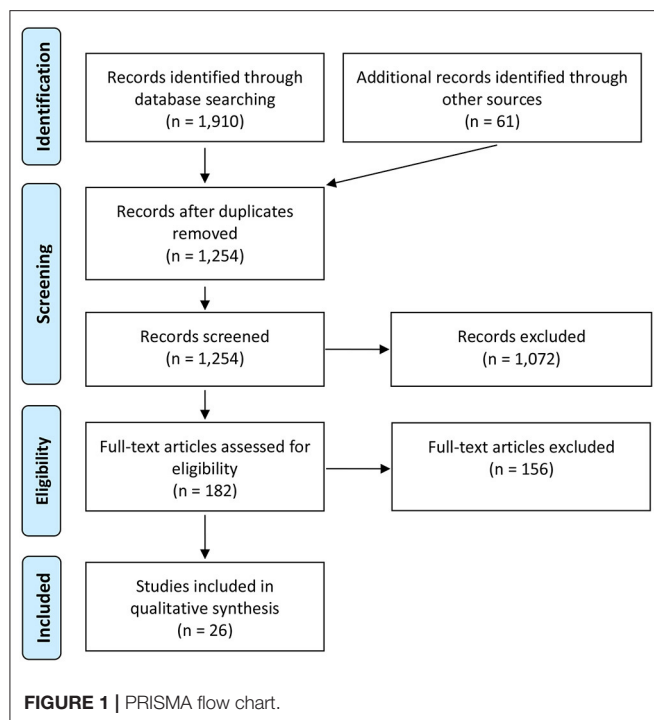 Identification
Records identified through
database searching
(n = 1,910)
Additional records identified through
other sources
(n = 61)
Screening
Records after duplicates
removed
(n = 1,254)
Records screened
(n = 1,254)
Records excluded
(n = 1,072)
Eligibility
Full-text articles assessed for
eligibility
(n = 182)
Full-text articles excluded
(n = 156)
Included
Studies included in
qualitative synthesis
(n = 26)
FIGURE 1 | PRISMA flow chart.